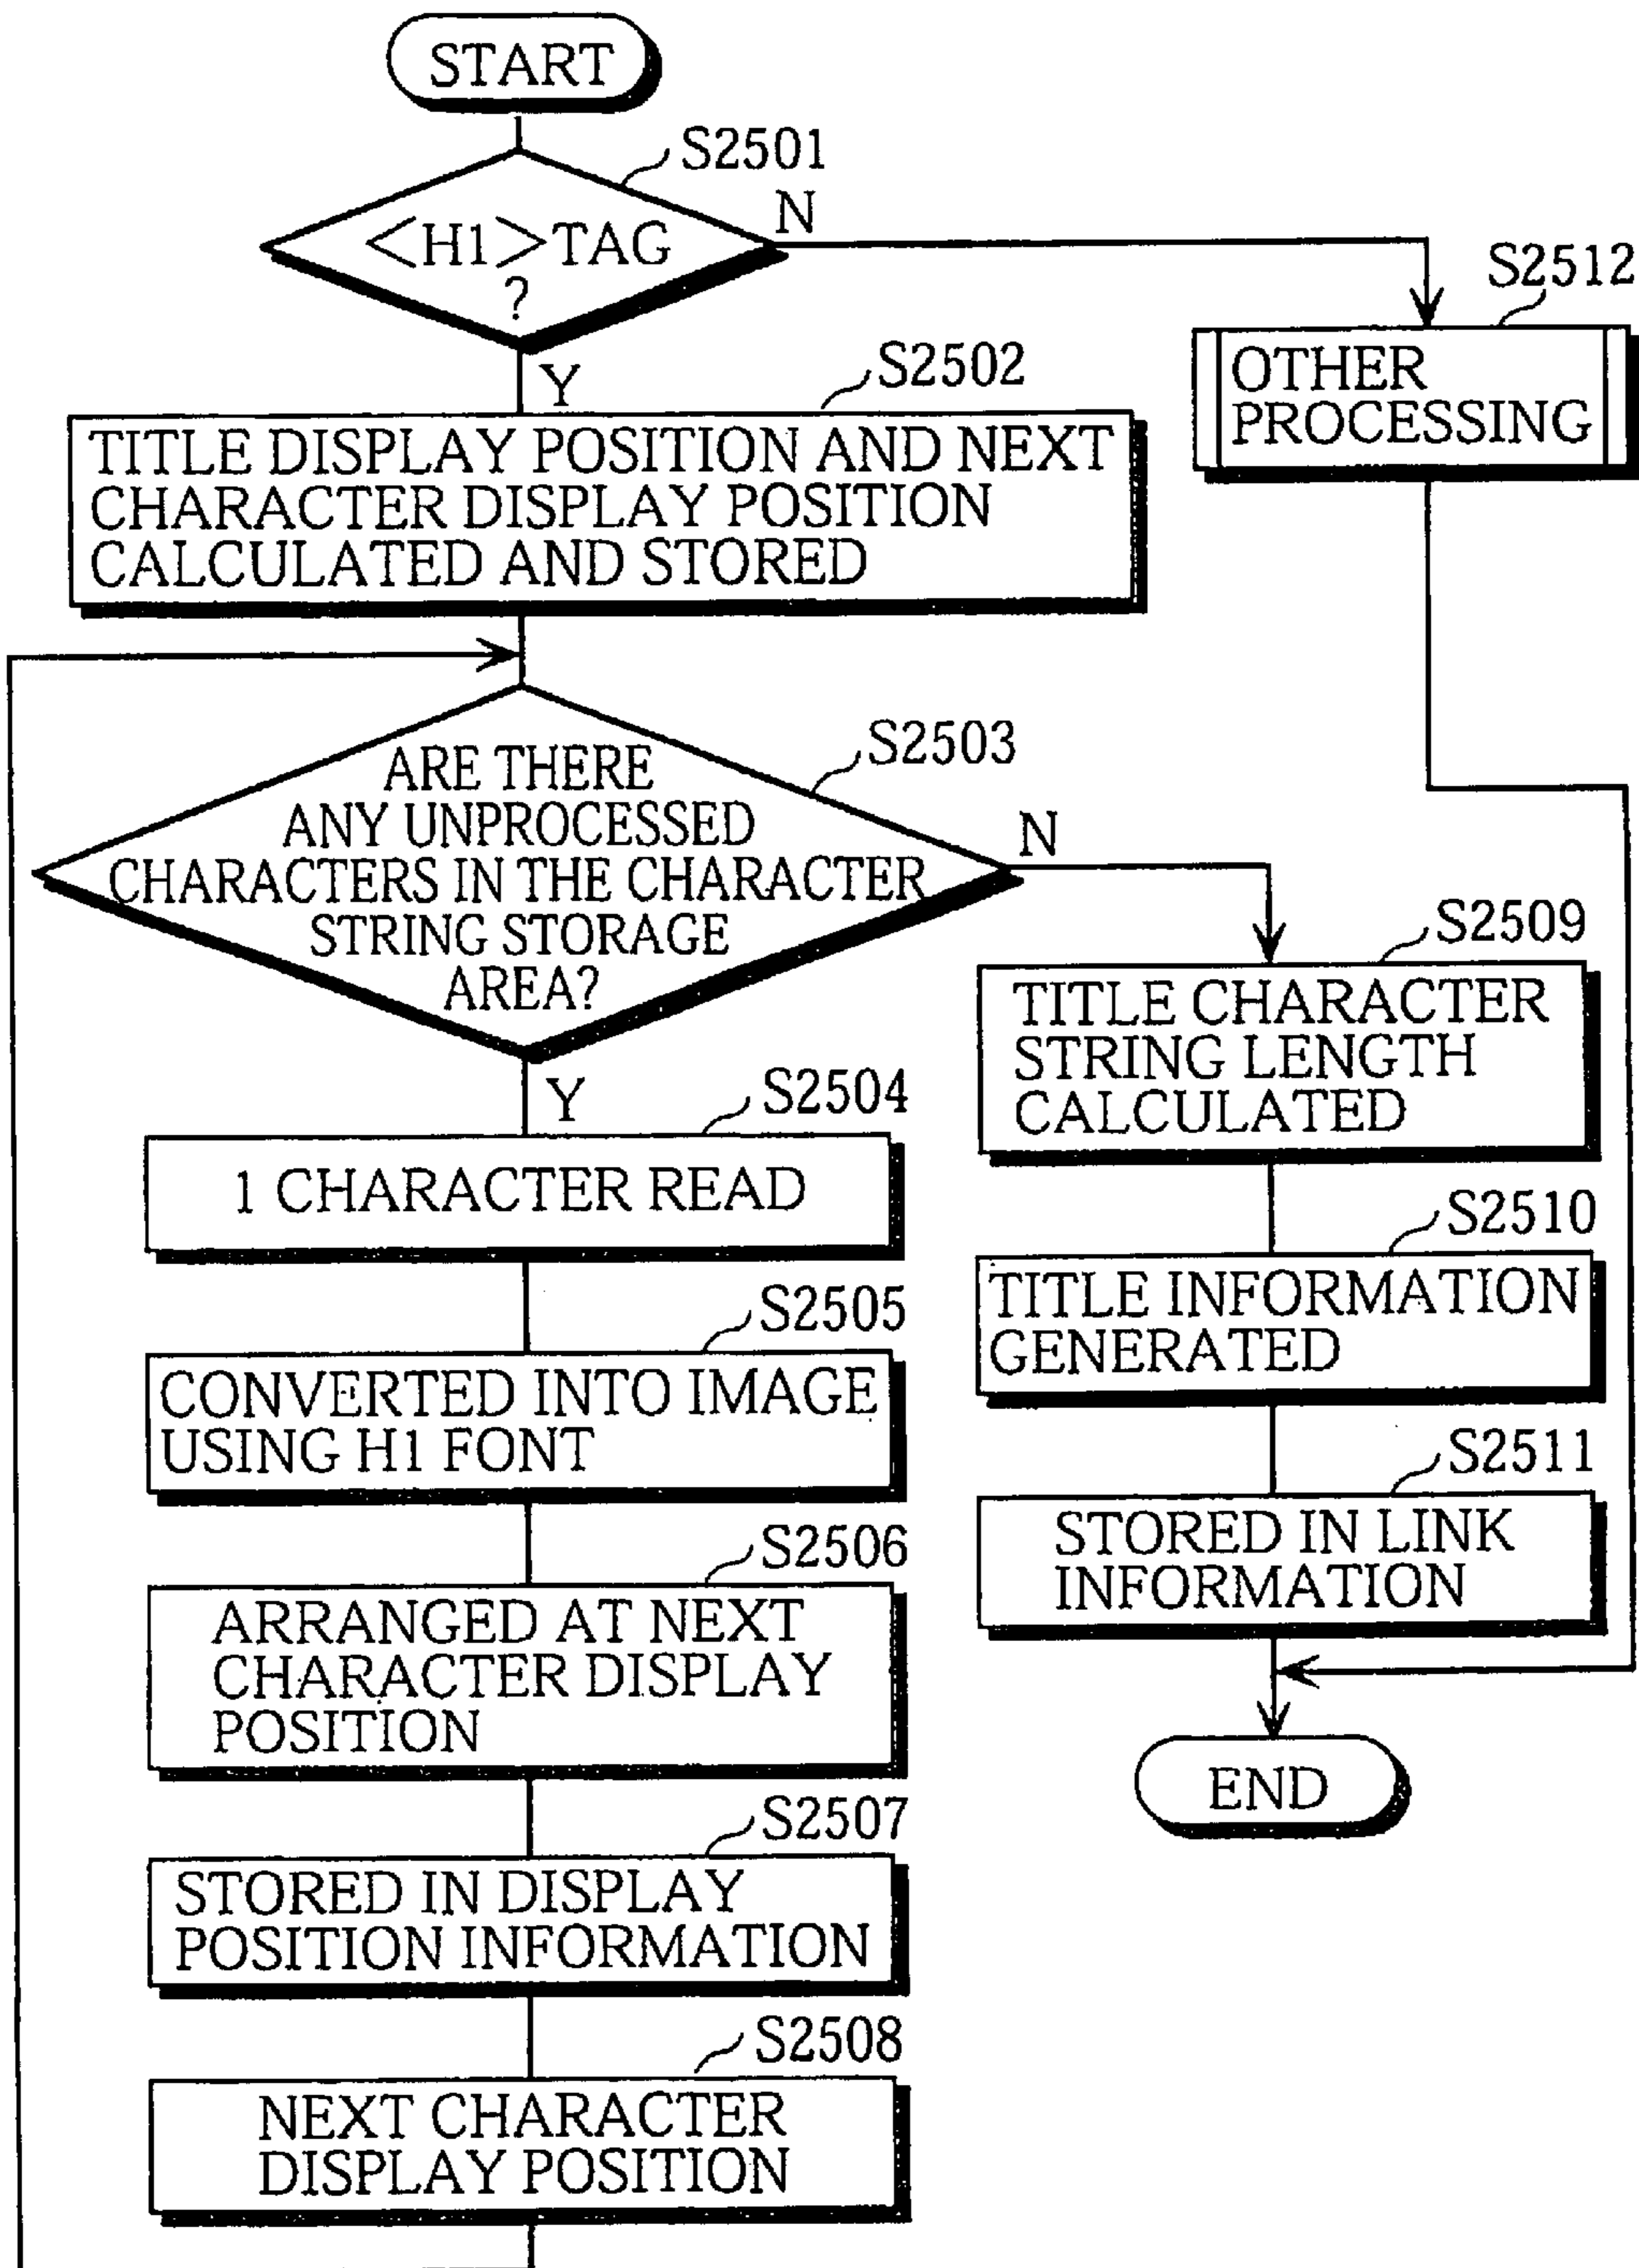 START
S2501
<H1>TAG
?
N
Y
S2512
OTHER
PROCESSING
S2502
TITLE DISPLAY POSITION AND NEXT
CHARACTER DISPLAY POSITION
CALCULATED AND STORED
S2503
ARE THERE
ANY UNPROCESSED
CHARACTERS IN THE CHARACTER
STRING STORAGE
AREA?
N
Y
S2504
1 CHARACTER READ
S2505
CONVERTED INTO IMAGE
USING H1 FONT
S2506
ARRANGED AT NEXT
CHARACTER DISPLAY
POSITION
S2507
STORED IN DISPLAY
POSITION INFORMATION
S2508
NEXT CHARACTER
DISPLAY POSITION
S2509
TITLE CHARACTER
STRING LENGTH
CALCULATED
S2510
TITLE INFORMATION
GENERATED
S2511
STORED IN LINK
INFORMATION
END